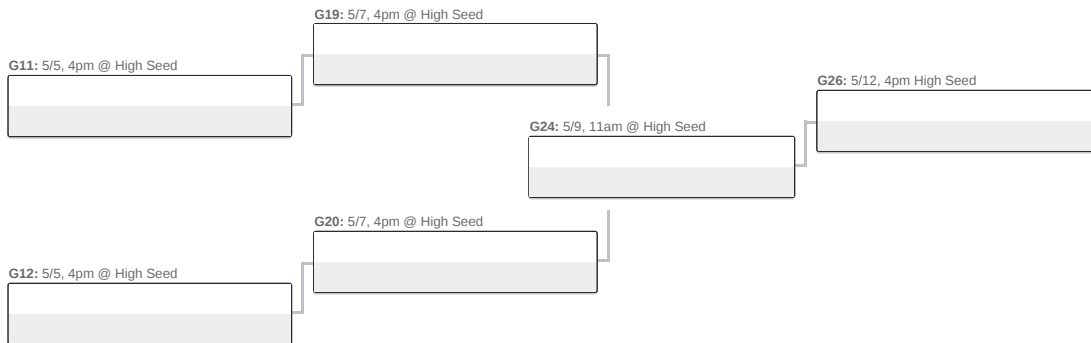 G19: 5/7, 4pm @ High Seed
G11: 5/5, 4pm @ High Seed
G26: 5/12, 4pm High Seed
G24: 5/9, 11am @ High Seed
G20: 5/7, 4pm @ High Seed
G12: 5/5, 4pm @ High Seed